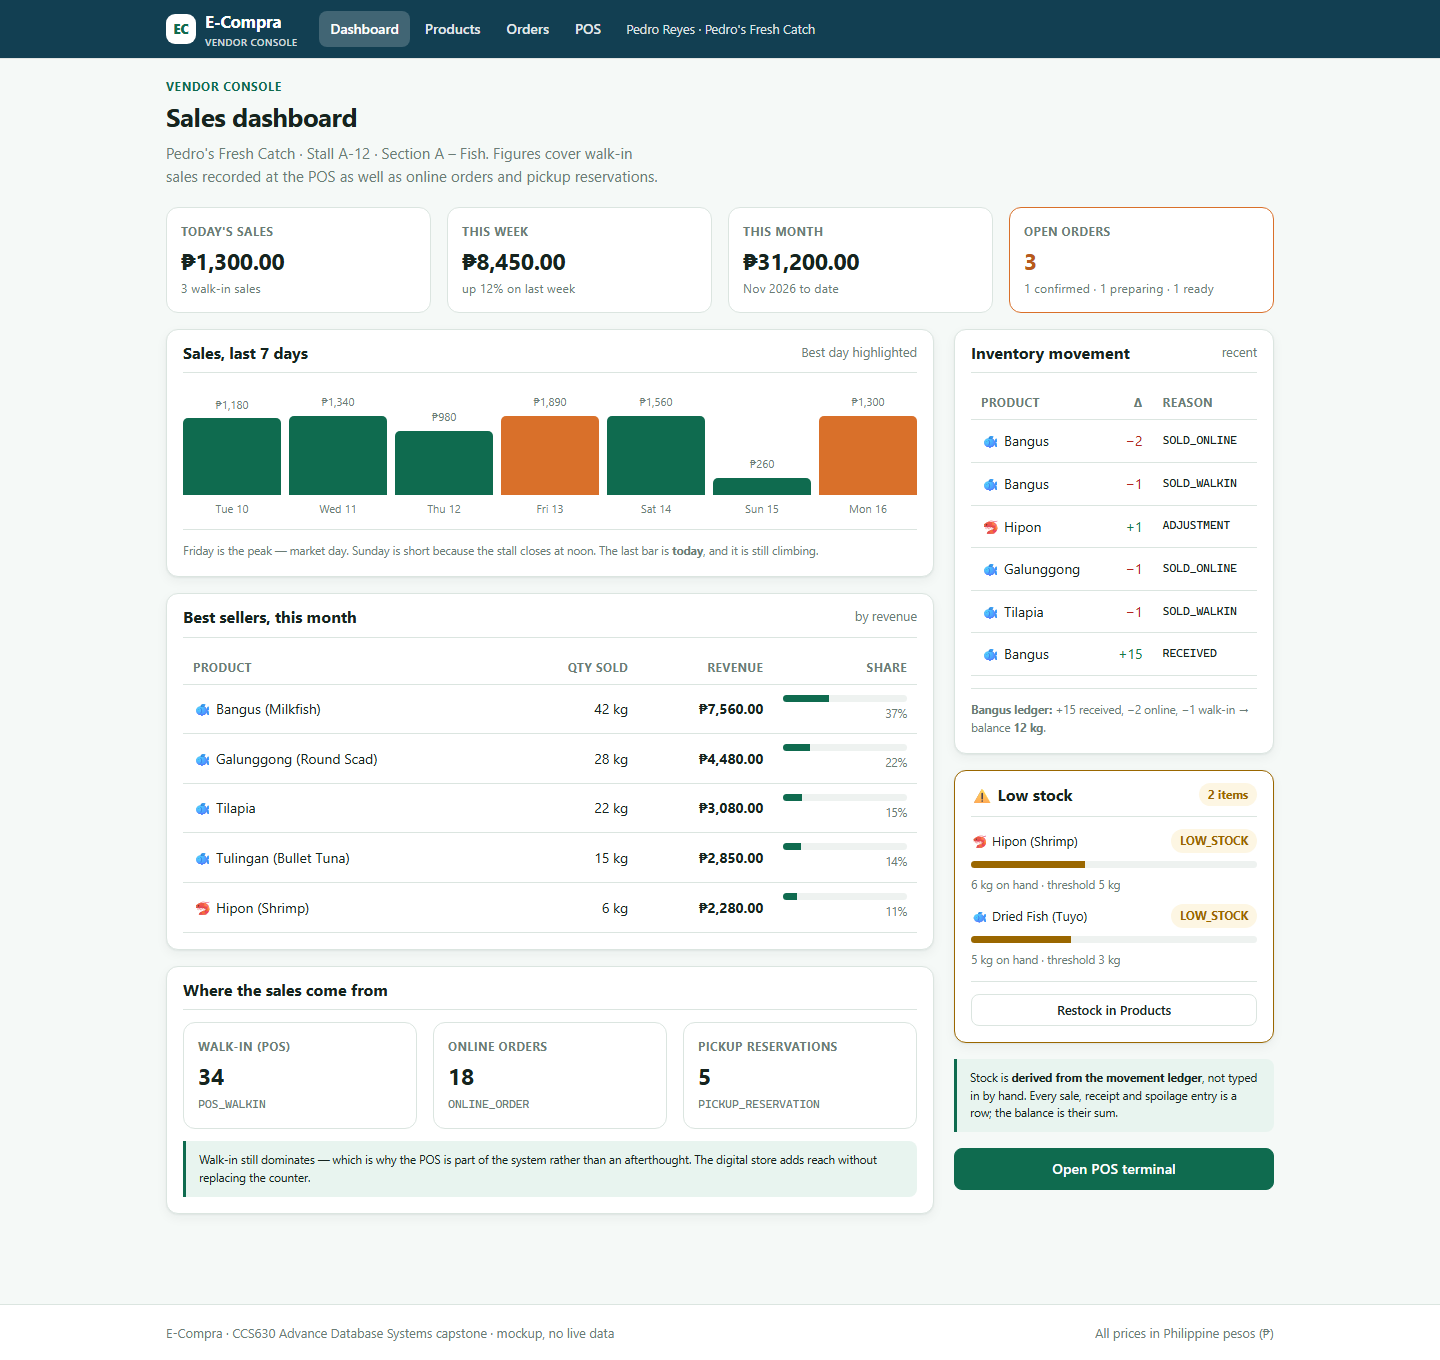 EC
E-Compra
VENDOR CONSOLE
Dashboard
Products
Orders
POS
Pedro Reyes · Pedro's Fresh Catch
VENDOR CONSOLE
Sales dashboard
Pedro's Fresh Catch · Stall A-12 · Section A – Fish. Figures cover walk-in
sales recorded at the POS as well as online orders and pickup reservations.
TODAY'S SALES
₱1,300.00
3 walk-in sales
THIS WEEK
₱8,450.00
up 12% on last week
THIS MONTH
₱31,200.00
Nov 2026 to date
OPEN ORDERS
3
1 confirmed · 1 preparing · 1 ready
Sales, last 7 days
Best day highlighted
₱1,180
₱1,340
₱980
₱1,890
₱1,560
₱260
₱1,300
Tue 10
Wed 11
Thu 12
Fri 13
Sat 14
Sun 15
Mon 16
Friday is the peak — market day. Sunday is short because the stall closes at noon. The last bar is today, and it is still climbing.
Best sellers, this month
by revenue
PRODUCT QTY SOLD REVENUE SHARE
Bangus (Milkfish) 42 kg ₱7,560.00 37%
Galunggong (Round Scad) 28 kg ₱4,480.00 22%
Tilapia 22 kg ₱3,080.00 15%
Tulingan (Bullet Tuna) 15 kg ₱2,850.00 14%
Hipon (Shrimp) 6 kg ₱2,280.00 11%
Where the sales come from
WALK-IN (POS)
34
POS_WALKIN
ONLINE ORDERS
18
ONLINE_ORDER
PICKUP RESERVATIONS
5
PICKUP_RESERVATION
Walk-in still dominates — which is why the POS is part of the system rather than an afterthought. The digital store adds reach without
replacing the counter.
Inventory movement
recent
PRODUCT Δ REASON
Bangus −2 SOLD_ONLINE
Bangus −1 SOLD_WALKIN
Hipon +1 ADJUSTMENT
Galunggong −1 SOLD_ONLINE
Tilapia −1 SOLD_WALKIN
Bangus +15 RECEIVED
Bangus ledger: +15 received, −2 online, −1 walk-in →
balance 12 kg.
Low stock
2 items
Hipon (Shrimp) LOW_STOCK
6 kg on hand · threshold 5 kg
Dried Fish (Tuyo) LOW_STOCK
5 kg on hand · threshold 3 kg
Restock in Products
Stock is derived from the movement ledger, not typed
in by hand. Every sale, receipt and spoilage entry is a
row; the balance is their sum.
Open POS terminal
E-Compra · CCS630 Advance Database Systems capstone · mockup, no live data
All prices in Philippine pesos (₱)